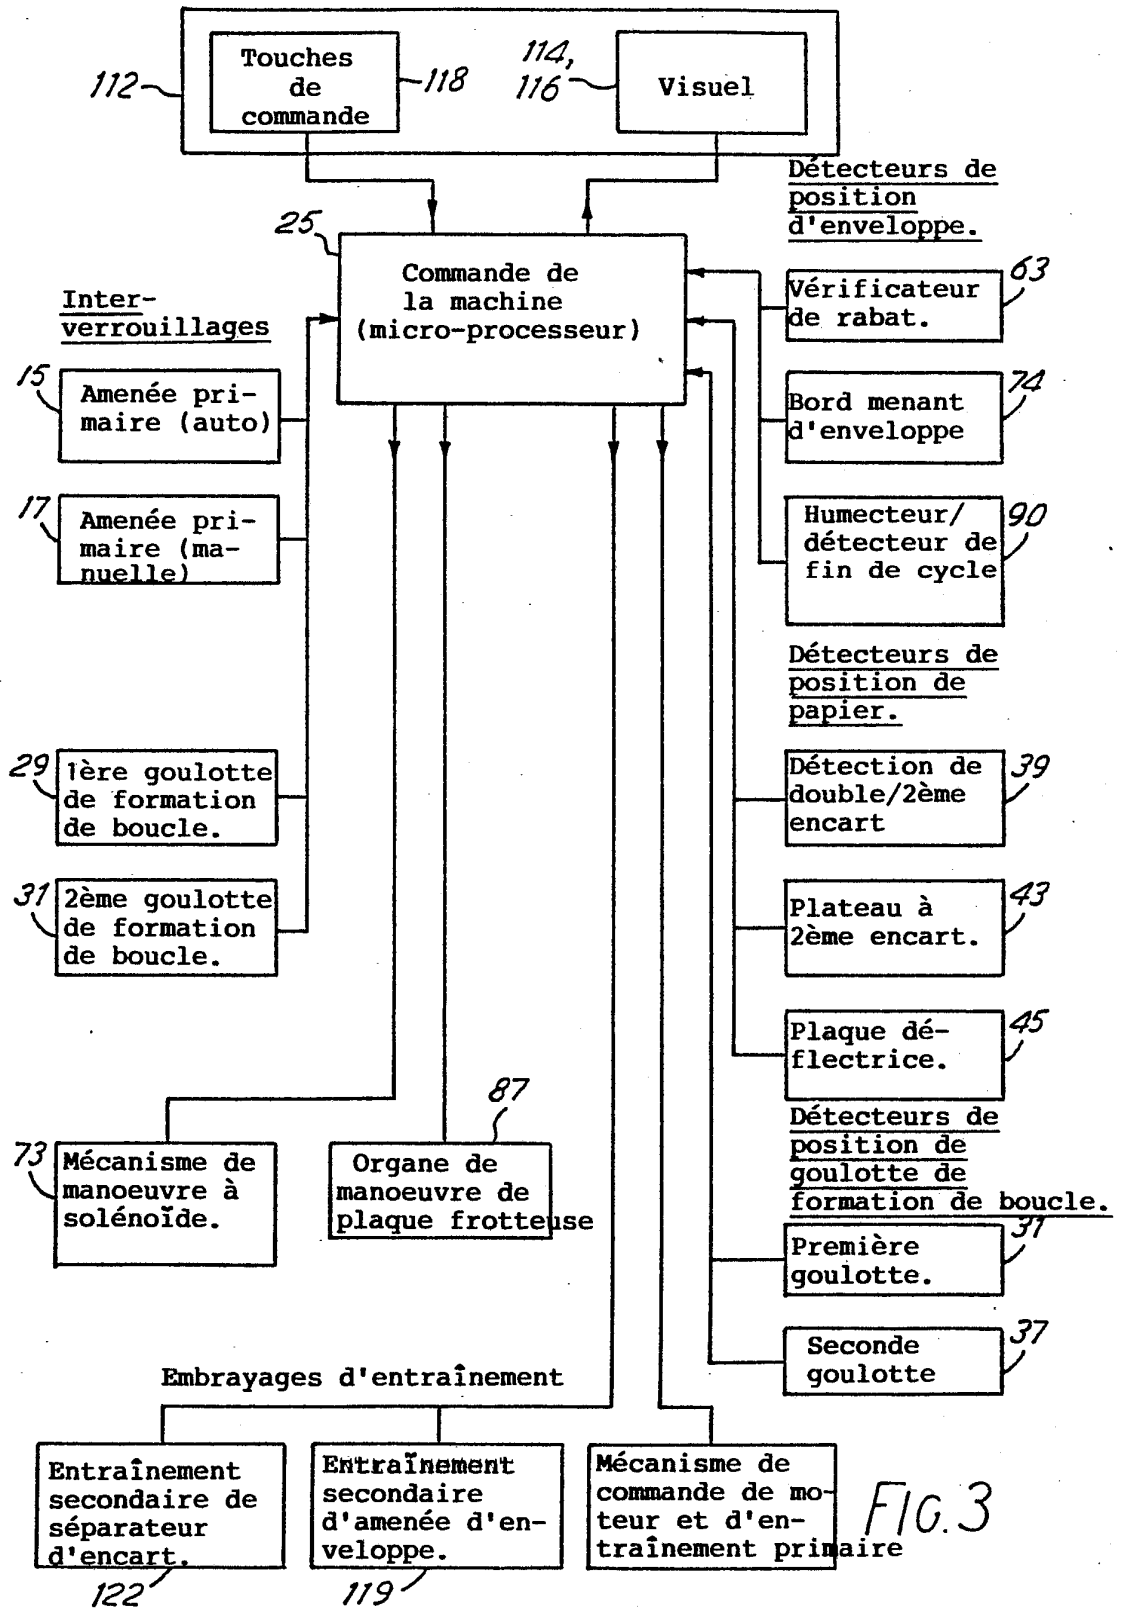 Touches
de
commande
118
112
114,
116
Visuel
Détecteurs de
position
d'enveloppe.
25
Commande de
la machine
(micro-processeur)
Inter-
verrouillages
15
Amenée pri-
maire (auto)
17
Amenée pri-
maire (ma-
nuelle)
29
1ère goulotte
de formation
de boucle.
31
2ème goulotte
de formation
de boucle.
63
Vérificateur
de rabat.
74
Bord menant
d'enveloppe
90
Humecteur/
détecteur de
fin de cycle
Détecteurs de
position de
papier.
39
Détection de
double/2ème
encart
43
Plateau à
2ème encart.
45
Plaque dé-
flectrice.
Détecteurs de
position de
goulotte de
formation de boucle.
31
Première
goulotte.
37
Seconde
goulotte
73
Mécanisme de
manoeuvre à
solénoïde.
87
Organe de
manoeuvre de
plaque frotteuse
Embrayages d'entraînement
Entraînement
secondaire de
séparateur
d'encart.
122
Entraînement
secondaire
d'amenée d'en-
veloppe.
119
Mécanisme de
commande de mo-
teur et d'en-
traînement primaire
FIG.3